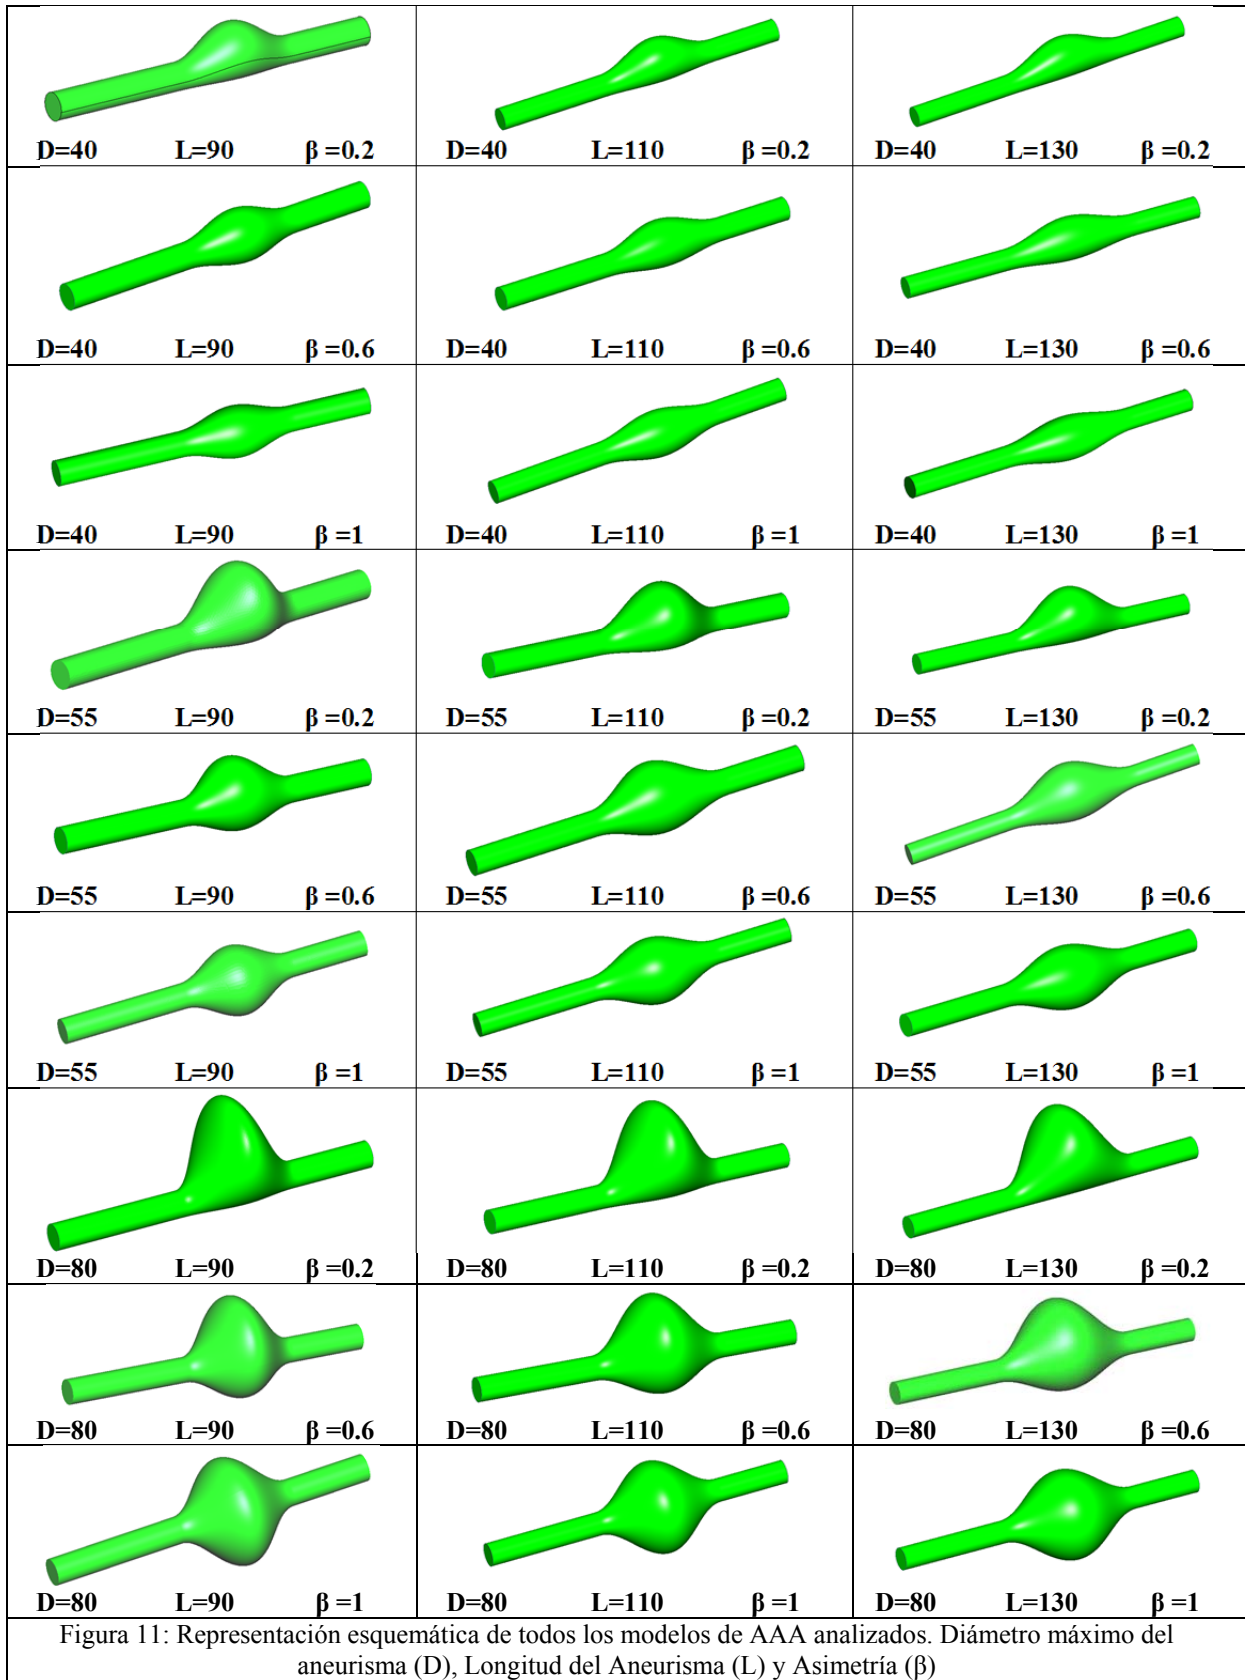 D=40 L=90 β =0.2 D=40 L=110 β =0.2 D=40 L=130 β =0.2
D=40 L=90 β =0.6 D=40 L=110 β =0.6 D=40 L=130 β =0.6
D=40 L=90 β =1 D=40 L=110 β =1 D=40 L=130 β =1
D=55 L=90 β =0.2 D=55 L=110 β =0.2 D=55 L=130 β =0.2
D=55 L=90 β =0.6 D=55 L=110 β =0.6 D=55 L=130 β =0.6
D=55 L=90 β =1 D=55 L=110 β =1 D=55 L=130 β =1
D=80 L=90 β =0.2 D=80 L=110 β =0.2 D=80 L=130 β =0.2
D=80 L=90 β =0.6 D=80 L=110 β =0.6 D=80 L=130 β =0.6
D=80 L=90 β =1 D=80 L=110 β =1 D=80 L=130 β =1
Figura 11: Representación esquemática de todos los modelos de AAA analizados. Diámetro máximo del
aneurisma (D), Longitud del Aneurisma (L) y Asimetría (β)